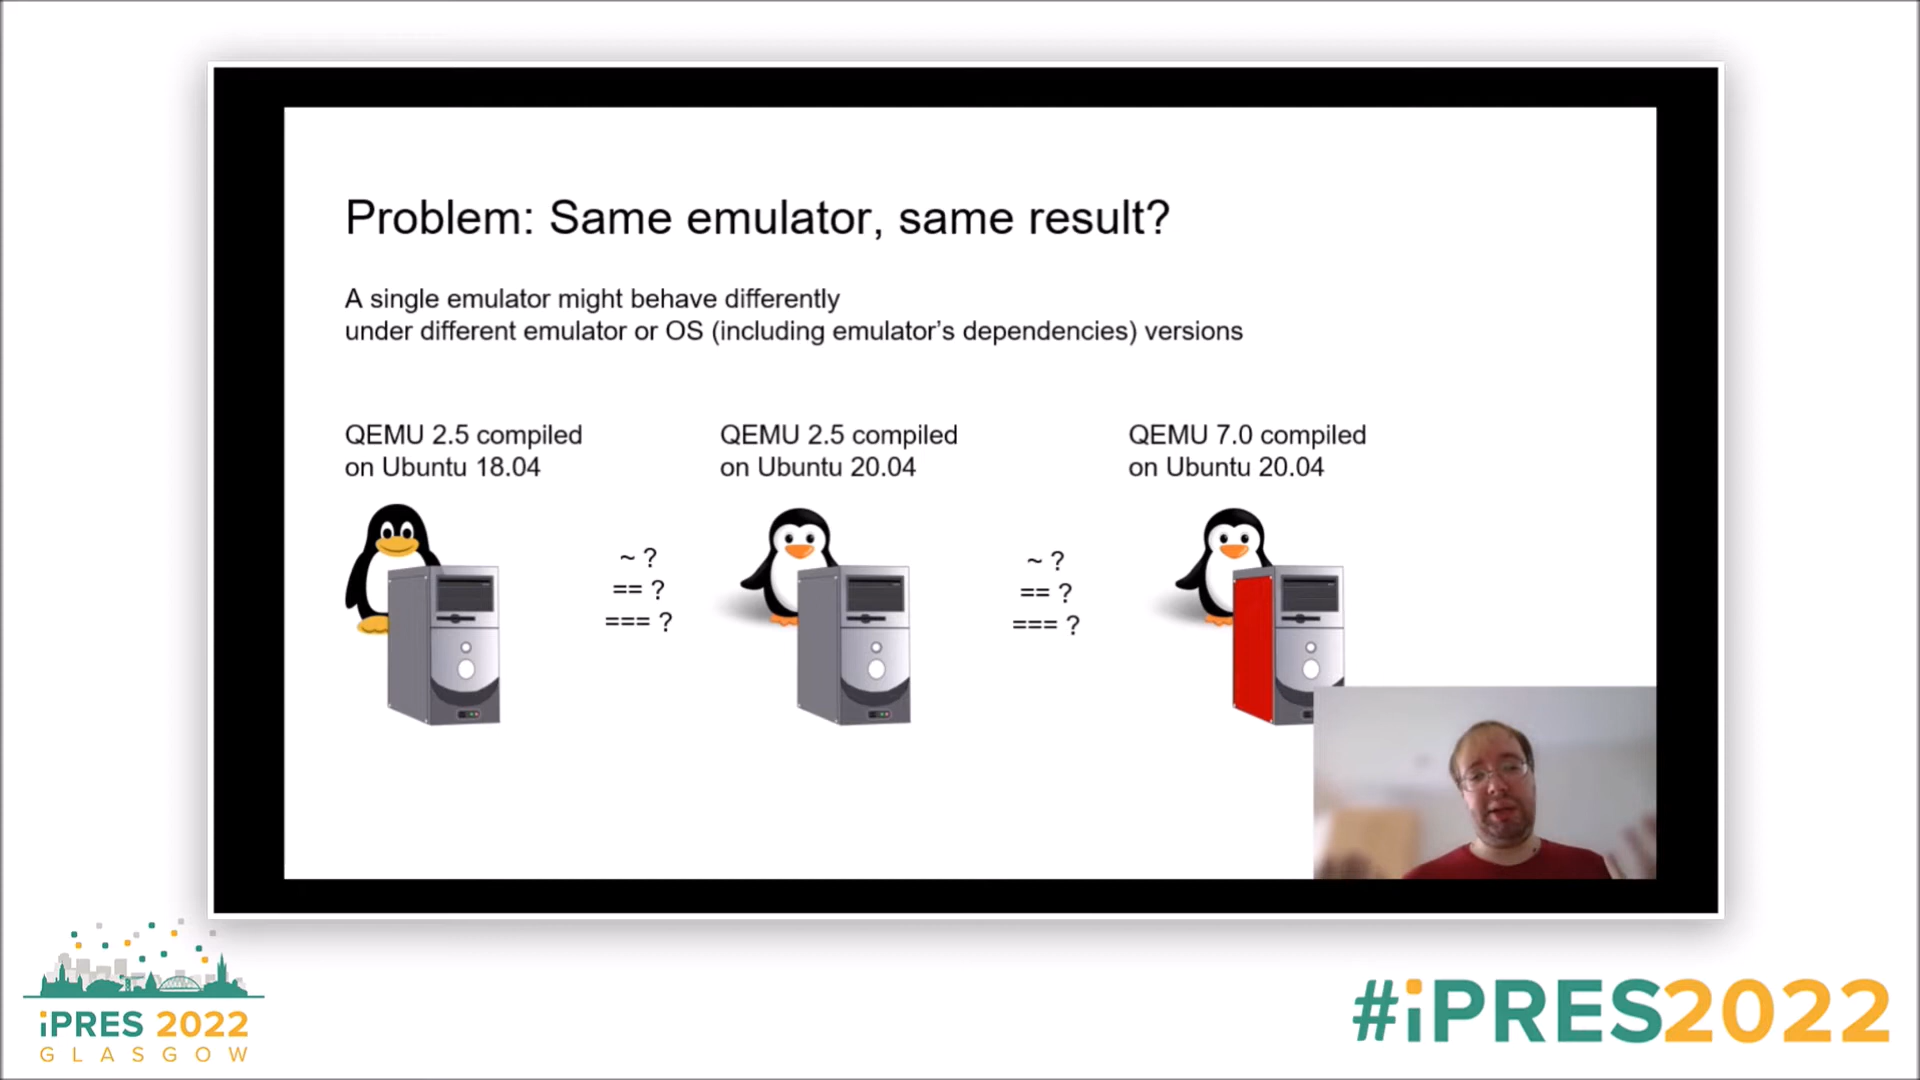 Problem: Same emulator, same result?
A single emulator might behave differently
under different emulator or OS (including emulator’s dependencies) versions
QEMU 2.5 compiled
on Ubuntu 18.04
~ ?
== ?
=== ?
QEMU 2.5 compiled
on Ubuntu 20.04
~ ?
== ?
=== ?
QEMU 7.0 compiled
on Ubuntu 20.04
iPRES 2022
GLASGOW
#iPRES2022